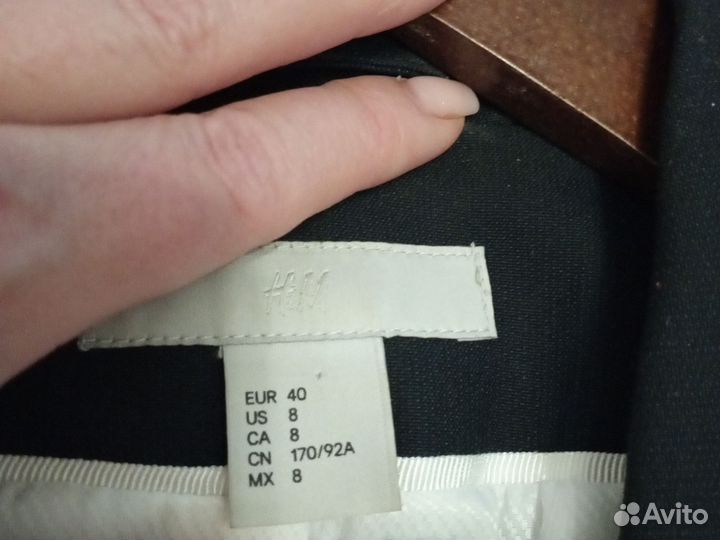 H&M
EUR 40
US 8
CA 8
CN 170/92A
MX 8
Avito